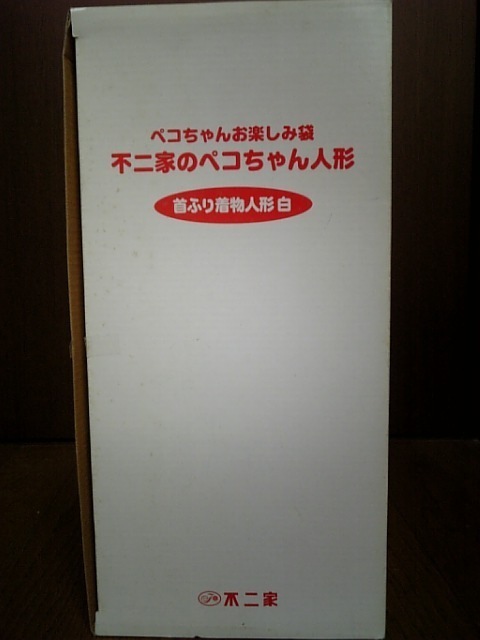 ペコちゃんお楽しみ袋
不二家のペコちゃん人形
首ふり着物人形 白
不二家